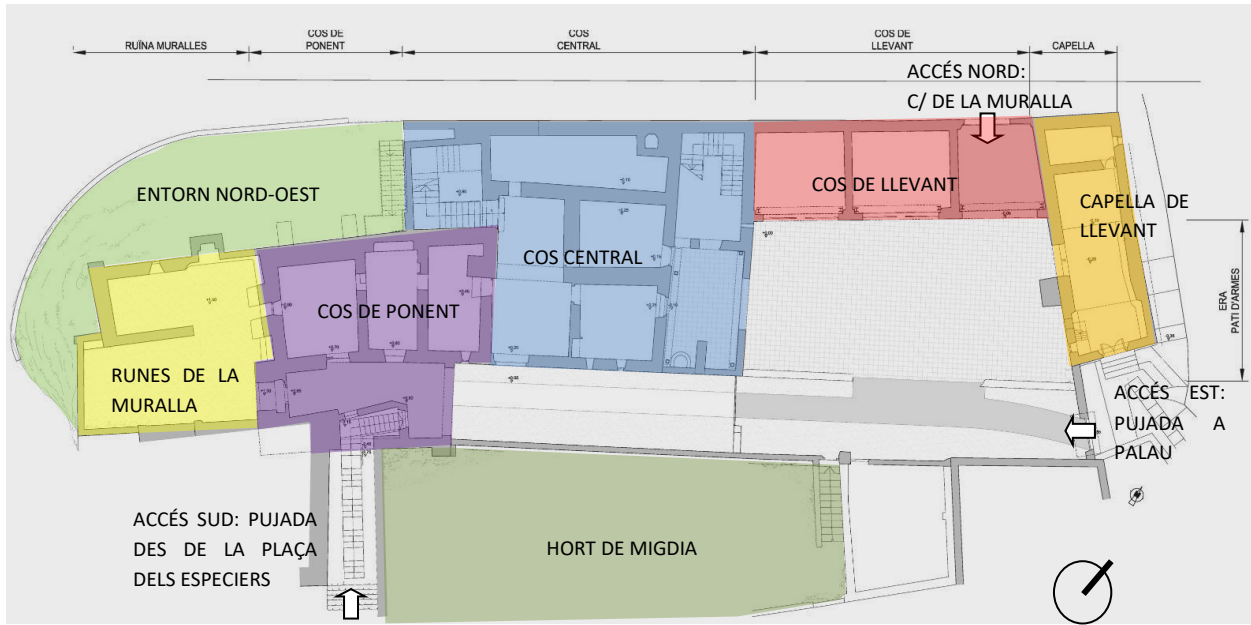 RUÏNA MURALLES
COS DE
PONENT
COS
CENTRAL
COS DE
LLEVANT
CAPELLA
ACCÉS NORD:
C/ DE LA MURALLA
ENTORN NORD-OEST
COS DE LLEVANT
CAPELLA DE
LLEVANT
COS CENTRAL
COS DE PONENT
ERA
PATI D'ARMES
RUNES DE LA
MURALLA
ACCÉS EST:
PUJADA A
PALAU
ACCÉS SUD: PUJADA
DES DE LA PLAÇA
DELS ESPECIERS
HORT DE MIGDIA